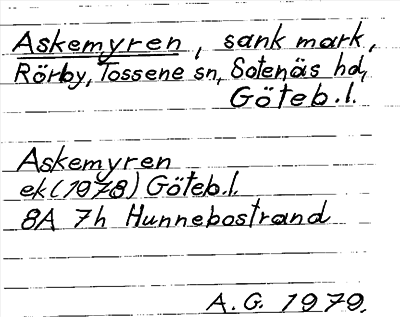 Askemyren, sank mark,
Rörby, Tossene sn, Sotenäs hd,
Göteb. l.
Askemyren
ek (1978) Göteb. l.
8A 7h Hunnebostrand
A. G. 1979.